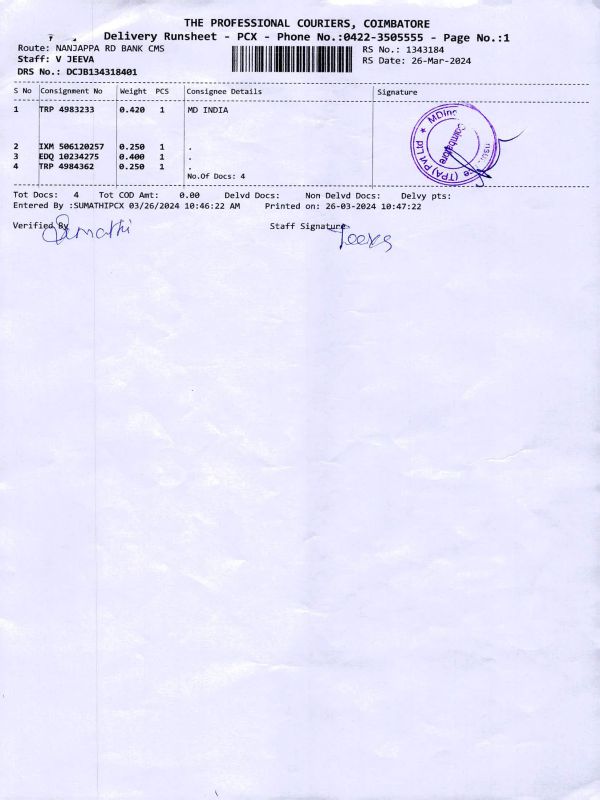 THE PROFESSIONAL COURIERS, COIMBATORE
Delivery Runsheet - PCX - Phone No.:0422-3505555 - Page No.:1
Route: NANJAPPA RD BANK CMS
RS No.: 1343184
Staff: V JEEVA
RS Date: 26-Mar-2024
DRS No.: DCJB134318401
S No Consignment No Weight PCS Consignee Details Signature
1 TRP 4983233 0.420 1 MD INDIA
2 IXM 506120257 0.250 1 .
3 EDQ 10234275 0.400 1 .
4 TRP 4984362 0.250 1 .
No.Of Docs: 4
Coimbatore
(TPA) PVT LTD
Tot Docs: 4 Tot COD Amt: 0.00 Delvd Docs: Non Delvd Docs: Delvy pts:
Entered By :SUMATHIPCX 03/26/2024 10:46:22 AM Printed on: 26-03-2024 10:47:22
Verified By Sumathi Staff Signature